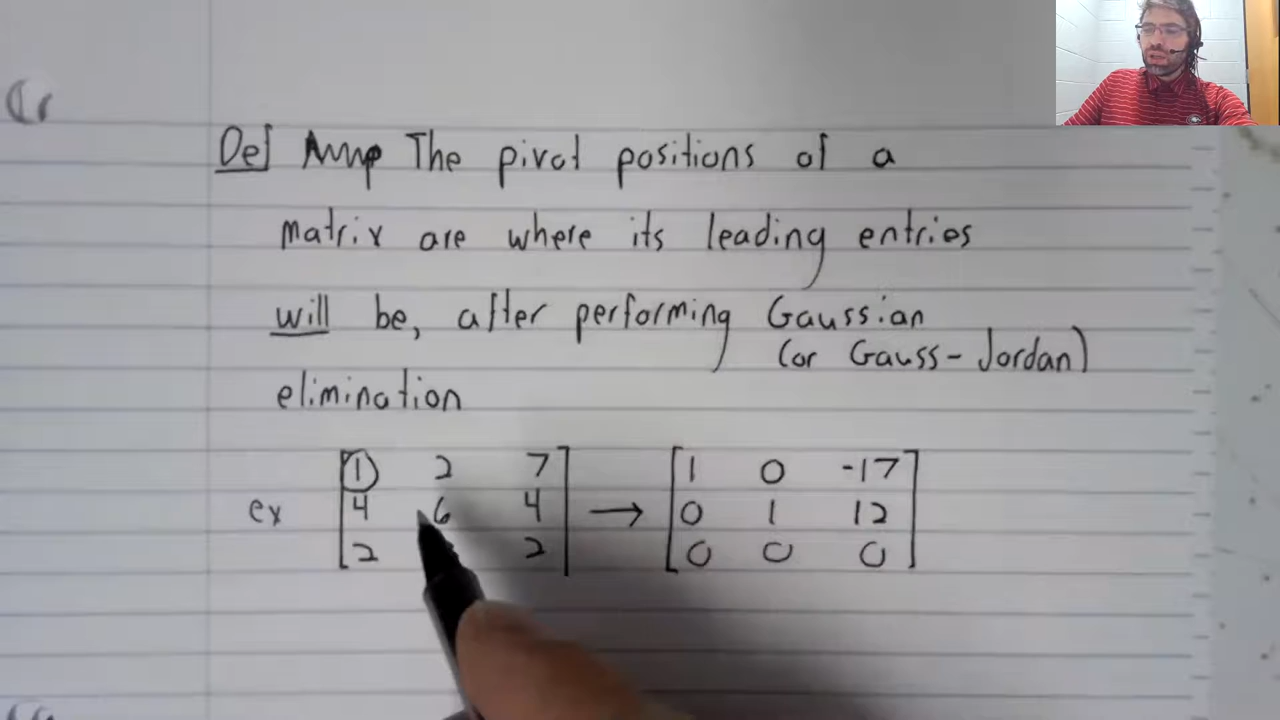 Def The pivot positions of a
matrix are where its leading entries
will be, after performing Gaussian
(or Gauss-Jordan)
elimination
ex [1 2 7 → [1 0 -17
4 6 4 0 1 12
2 2] 0 0 0]